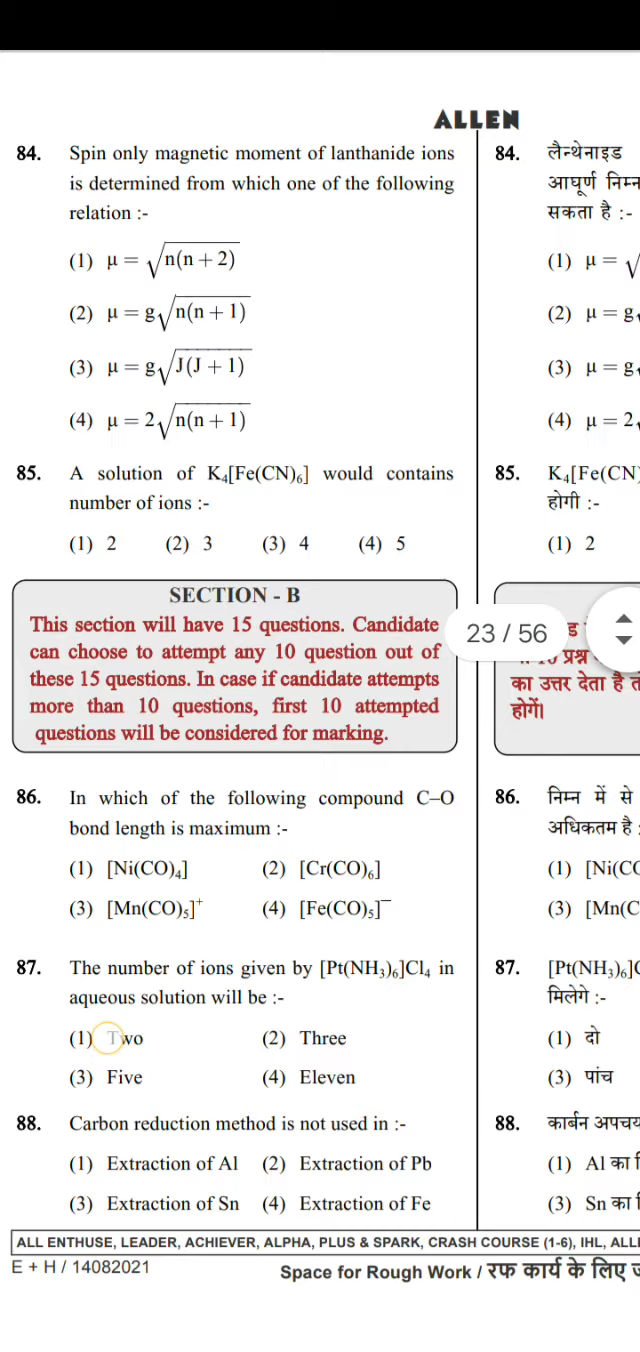 ALLEN
84. Spin only magnetic moment of lanthanide ions
is determined from which one of the following
relation :-
(1) μ = √n(n + 2)
(2) μ = g√n(n + 1)
(3) μ = g√J(J + 1)
(4) μ = 2√n(n + 1)
85. A solution of K₄[Fe(CN)₆] would contains
number of ions :-
(1) 2 (2) 3 (3) 4 (4) 5
SECTION - B
This section will have 15 questions. Candidate
can choose to attempt any 10 question out of
these 15 questions. In case if candidate attempts
more than 10 questions, first 10 attempted
questions will be considered for marking.
86. In which of the following compound C–O
bond length is maximum :-
(1) [Ni(CO)₄] (2) [Cr(CO)₆]
(3) [Mn(CO)₅]⁺ (4) [Fe(CO)₅]⁻
87. The number of ions given by [Pt(NH₃)₆]Cl₄ in
aqueous solution will be :-
(1) Two (2) Three
(3) Five (4) Eleven
88. Carbon reduction method is not used in :-
(1) Extraction of Al (2) Extraction of Pb
(3) Extraction of Sn (4) Extraction of Fe
84. लैन्थेनाइड
आघूर्ण
सकता है :-
(1) μ = √
(2) μ = g
(3) μ = g
(4) μ = 2
85. K₄[Fe(CN)
होगी :-
(1) 2
23 / 56
प्रश्न
का उत्तर देता है
होगें।
86. निम्न में से
अधिकतम है :
(1) [Ni(CO
(3) [Mn(C
87. [Pt(NH₃)₆]
मिलेगे :-
(1) दो
(3) पांच
88. कार्बन अपचय
(1) Al का
(3) Sn का
ALL ENTHUSE, LEADER, ACHIEVER, ALPHA, PLUS & SPARK, CRASH COURSE (1-6), IHL, ALL
E + H / 14082021
Space for Rough Work / रफ कार्य के लिए